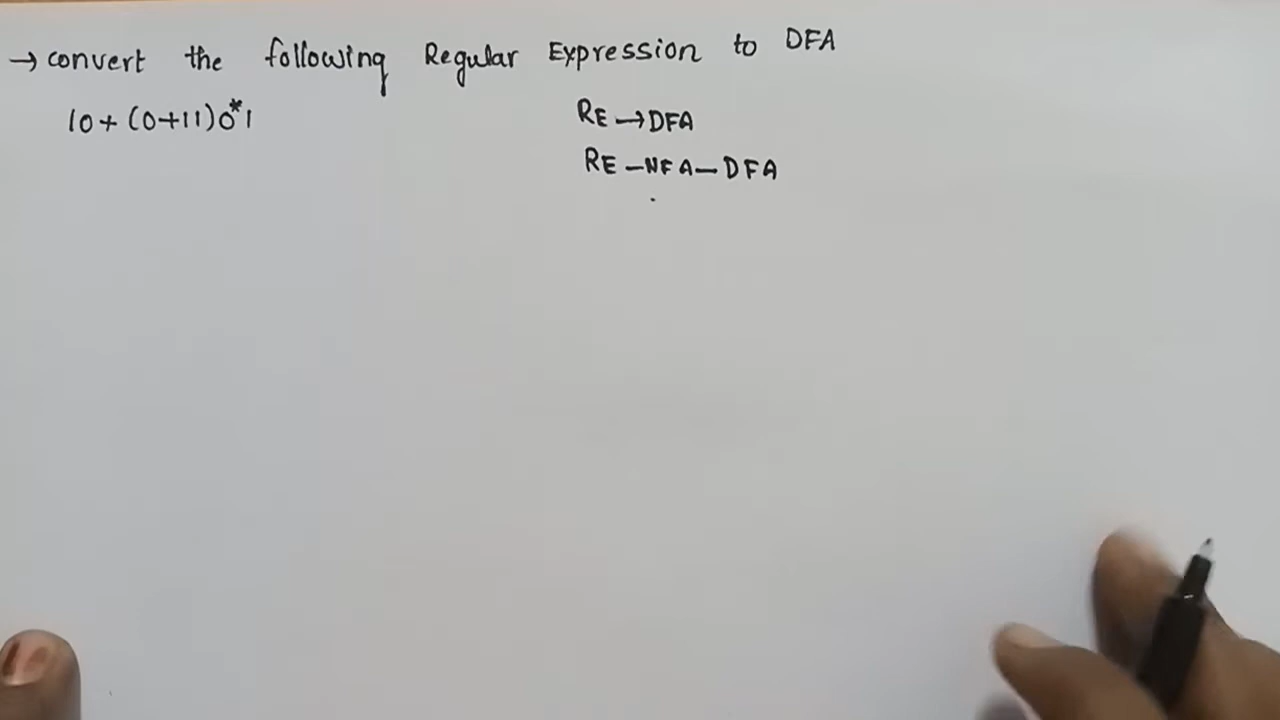 → convert the following Regular Expression to DFA
10+(0+11)0*1
RE → DFA
RE – NFA – DFA